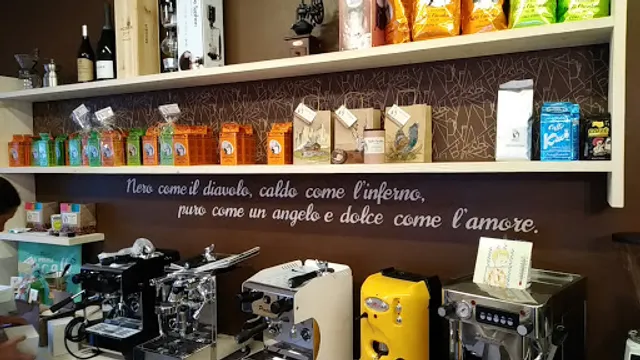 Nero come il diavolo, caldo come l'inferno,
puro come un angelo e dolce come l'amore.